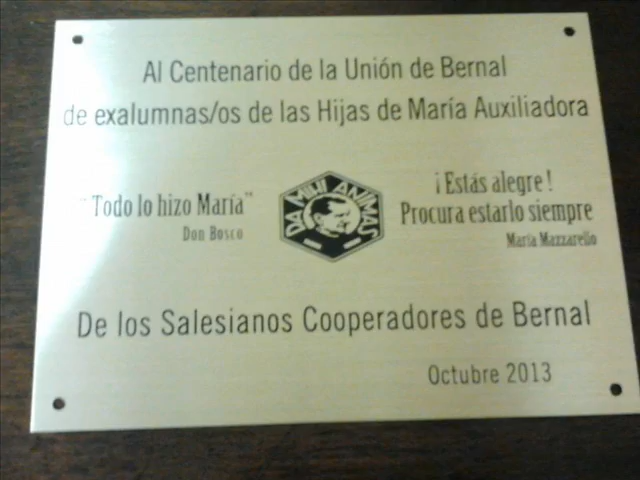 Al Centenario de la Unión de Bernal
de exalumnas/os de las Hijas de María Auxiliadora
"Todo lo hizo María"
Don Bosco
DA MIHI ANIMAS
¡Estás alegre!
Procura estarlo siempre
María Mazzarello
De los Salesianos Cooperadores de Bernal
Octubre 2013